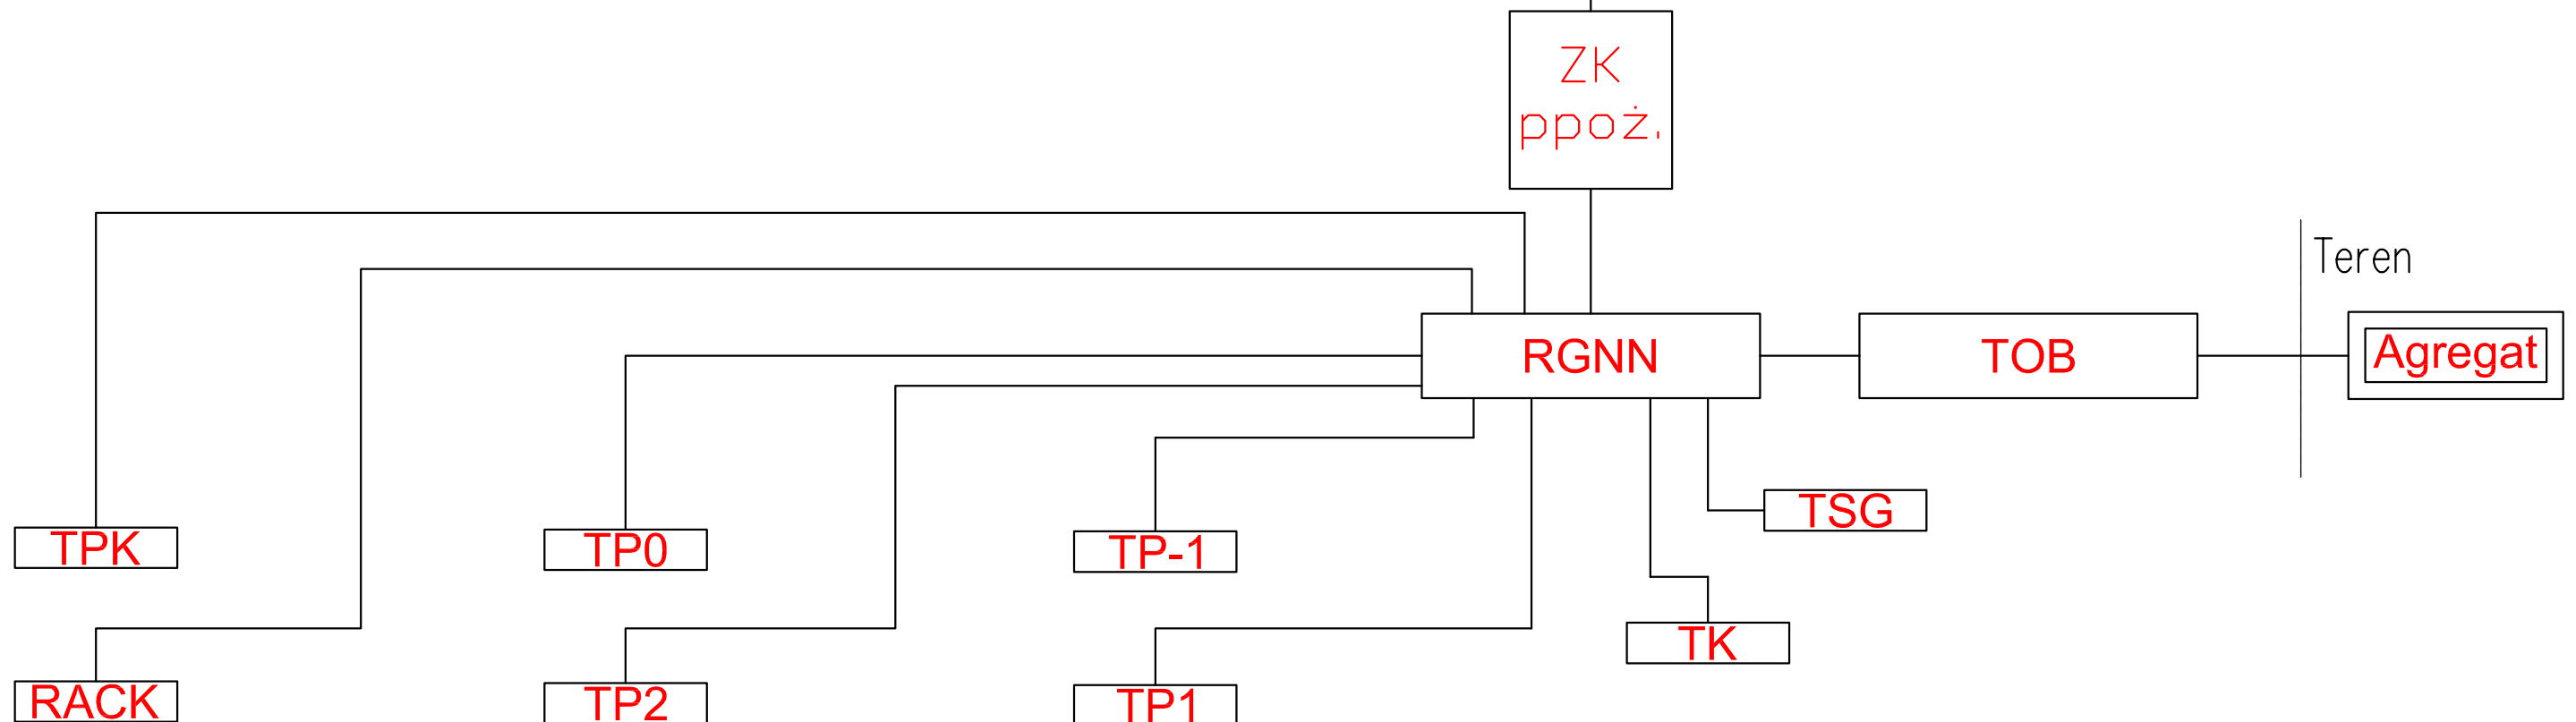 ZK
ppoż.
Teren
RGNN
TOB
Agregat
TSG
TPK
TP0
TP-1
TK
RACK
TP2
TP1